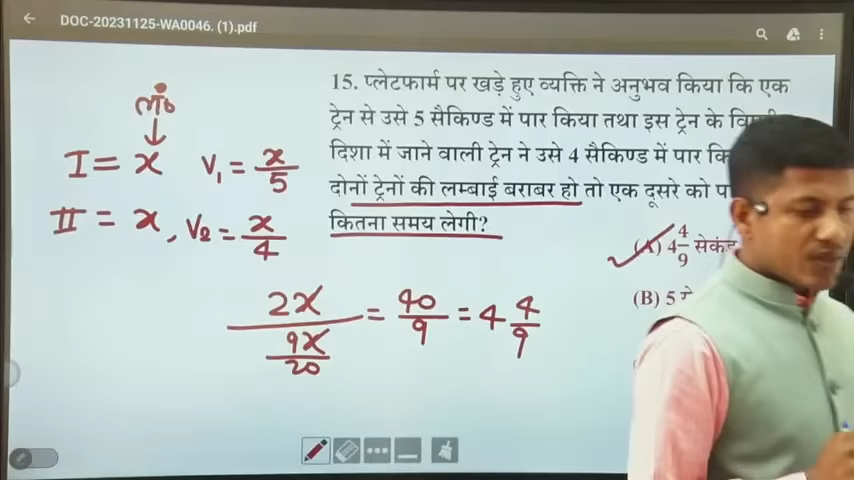 DOC-20231125-WA0046. (1).pdf
15. प्लेटफार्म पर खड़े हुए व्यक्ति ने अनुभव किया कि एक
ट्रेन से उसे 5 सैकिण्ड में पार किया तथा इस ट्रेन के
दिशा में जाने वाली ट्रेन ने उसे 4 सैकिण्ड में पार
दोनों ट्रेनों की लम्बाई बराबर हो तो एक दूसरे को
कितना समय लेगी?
(A) 4 4/9 सेकंड
(B) 5
लं०
I = x V₁ = x/5
II = x, V₂ = x/4
2x/(9x/20) = 40/9 = 4 4/9